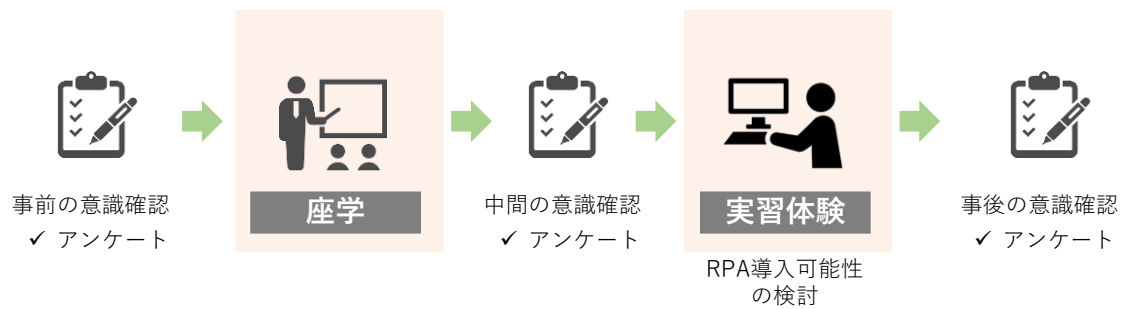 事前の意識確認
✓ アンケート
座学
中間の意識確認
✓ アンケート
実習体験
RPA導入可能性
の検討
事後の意識確認
✓ アンケート